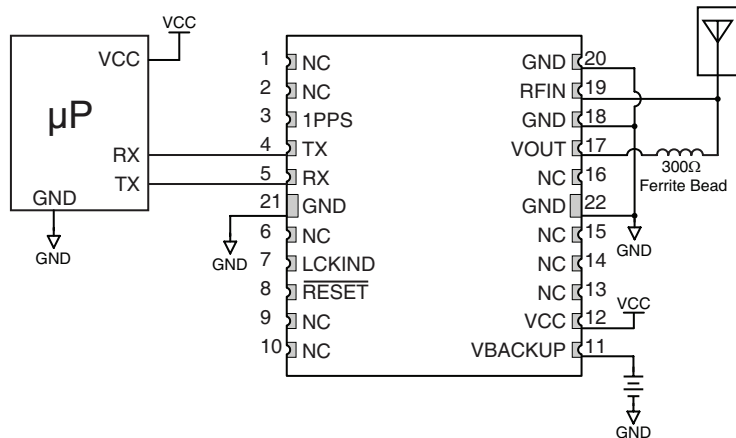 VCC
VCC
µP
RX
TX
GND
GND
1 NC
2 NC
3 1PPS
4 TX
5 RX
21 GND
GND
6 NC
7 LCKIND
8 RESET
9 NC
10 NC
GND 20
RFIN 19
GND 18
VOUT 17
NC 16
GND 22
NC 15
NC 14
NC 13
VCC 12
VBACKUP 11
300Ω
Ferrite Bead
GND
VCC
GND